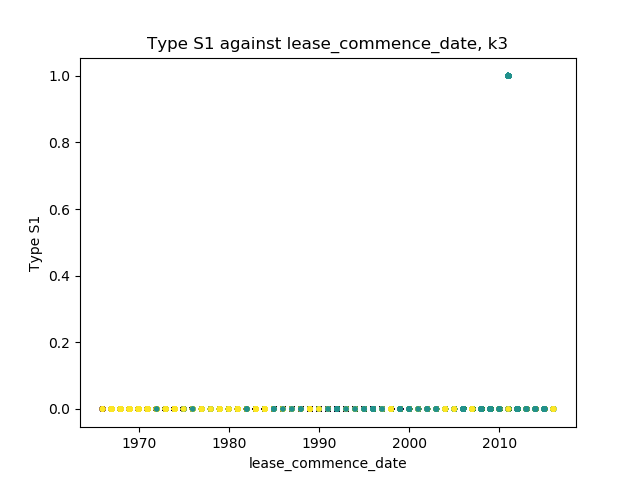 Type S1 against lease_commence_date, k3
1.0
0.8
0.6
0.4
0.2
0.0
Type S1
1970 1980 1990 2000 2010
lease_commence_date